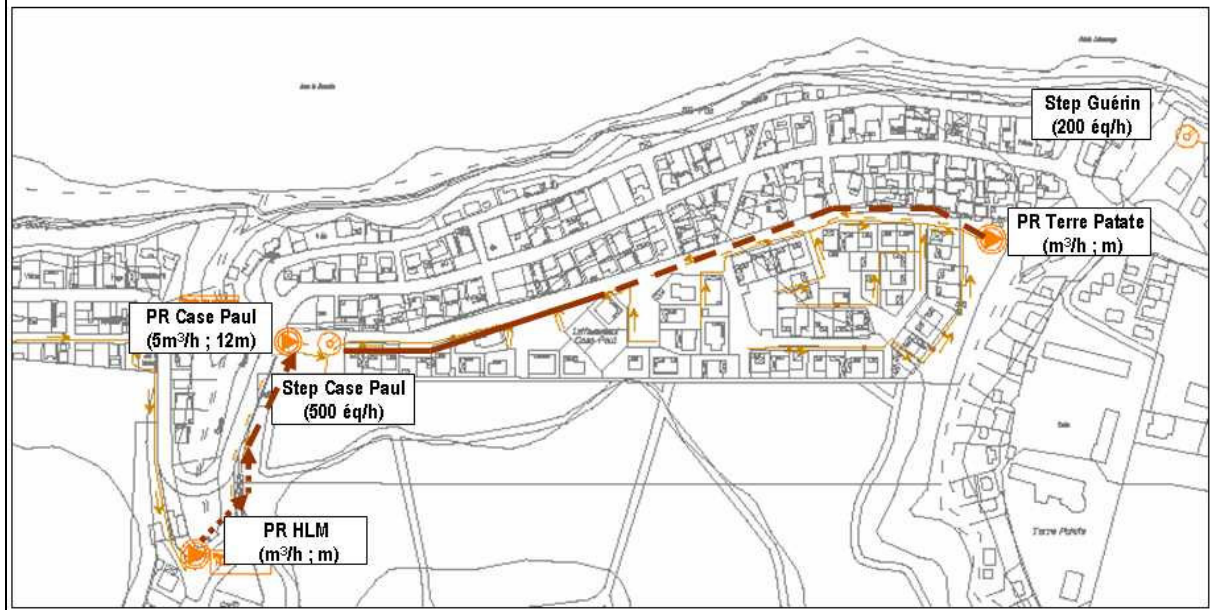 Step Guérin
(200 éq/h)
PR Terre Patate
(m³/h ; m)
PR Case Paul
(5m³/h ; 12m)
Step Case Paul
(500 éq/h)
PR HLM
(m³/h ; m)
Terre Patate